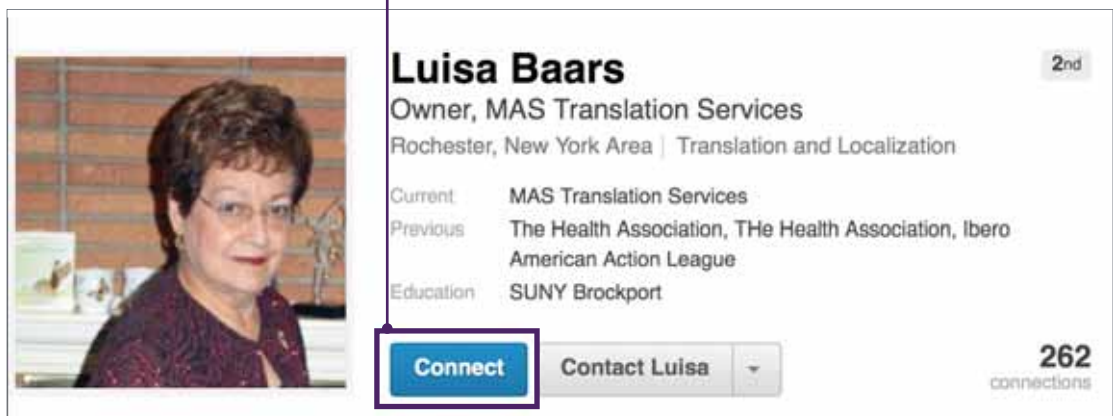 Luisa Baars
2nd
Owner, MAS Translation Services
Rochester, New York Area | Translation and Localization
Current MAS Translation Services
Previous The Health Association, THe Health Association, Ibero
American Action League
Education SUNY Brockport
Connect
Contact Luisa
262
connections